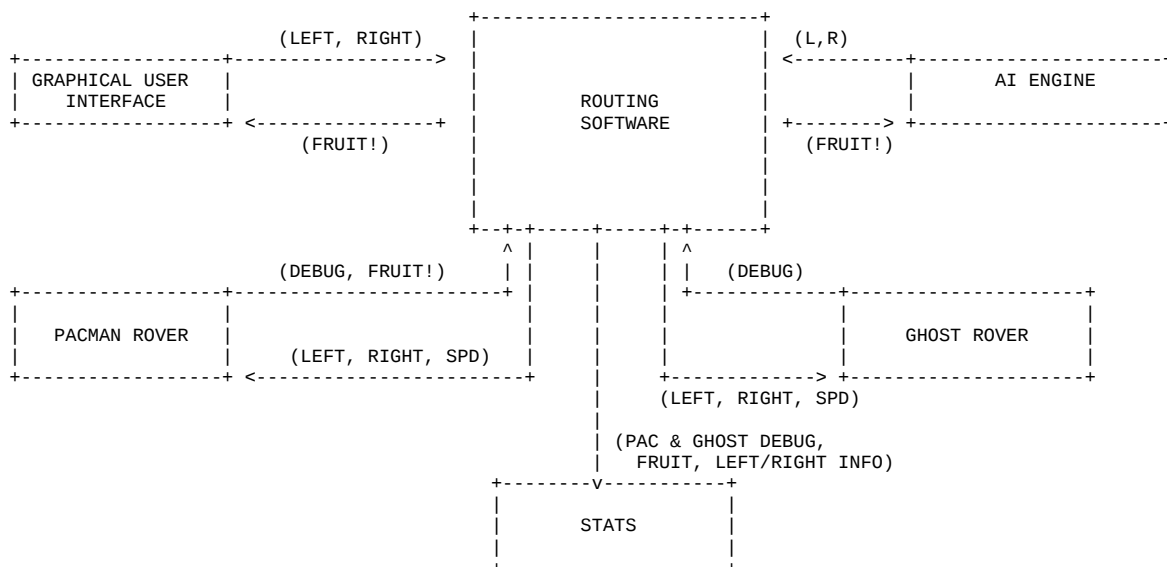 (LEFT, RIGHT)
(L,R)
GRAPHICAL USER
INTERFACE
ROUTING
SOFTWARE
AI ENGINE
(FRUIT!)
(FRUIT!)
(DEBUG, FRUIT!)
(DEBUG)
PACMAN ROVER
GHOST ROVER
(LEFT, RIGHT, SPD)
(LEFT, RIGHT, SPD)
(PAC & GHOST DEBUG,
FRUIT, LEFT/RIGHT INFO)
STATS